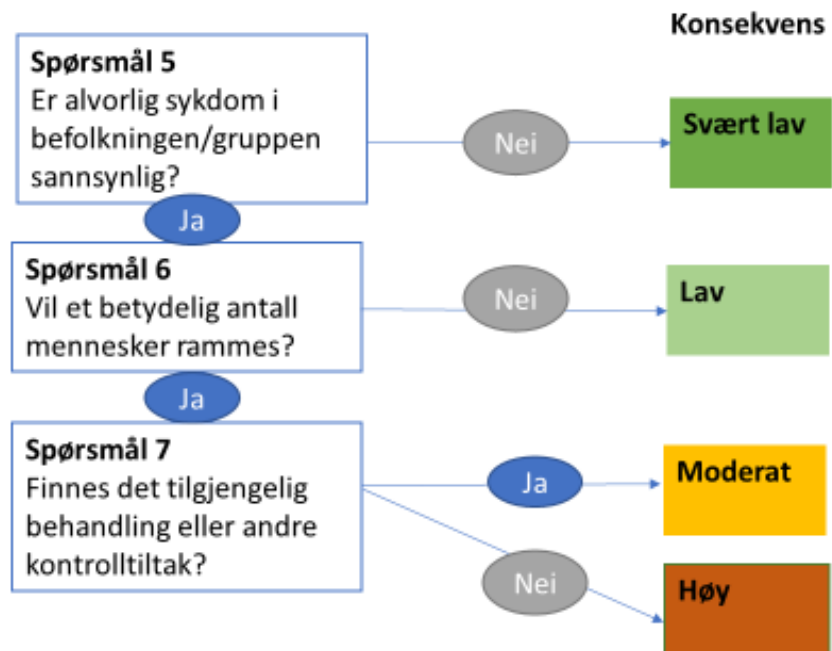 Konsekvens
Spørsmål 5
Er alvorlig sykdom i
befolkningen/gruppen
sannsynlig?
Nei
Svært lav
Ja
Spørsmål 6
Vil et betydelig antall
mennesker rammes?
Nei
Lav
Ja
Spørsmål 7
Finnes det tilgjengelig
behandling eller andre
kontrolltiltak?
Ja
Moderat
Nei
Høy